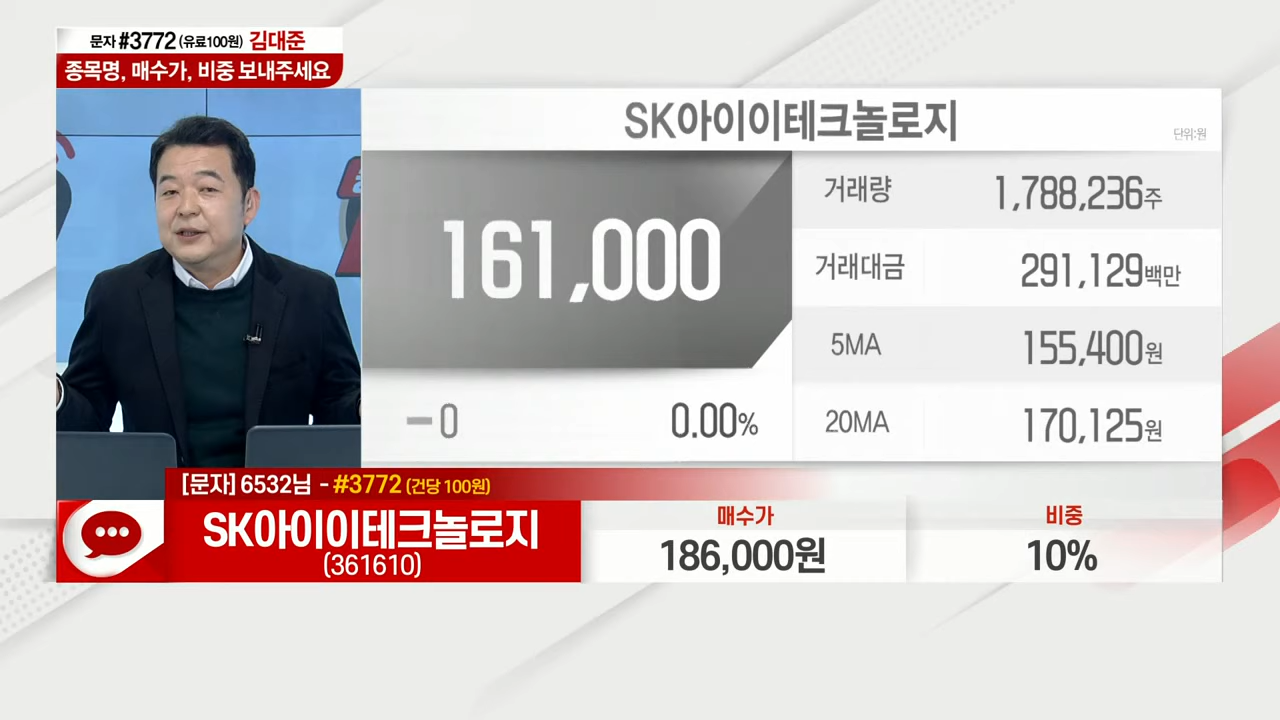 문자 #3772 (유료100원) 김대준
종목명, 매수가, 비중 보내주세요
SK아이이테크놀로지
단위:원
161,000
- 0 0.00%
거래량 1,788,236주
거래대금 291,129백만
5MA 155,400원
20MA 170,125원
[문자] 6532님 - #3772 (건당 100원)
SK아이이테크놀로지
(361610)
매수가
186,000원
비중
10%